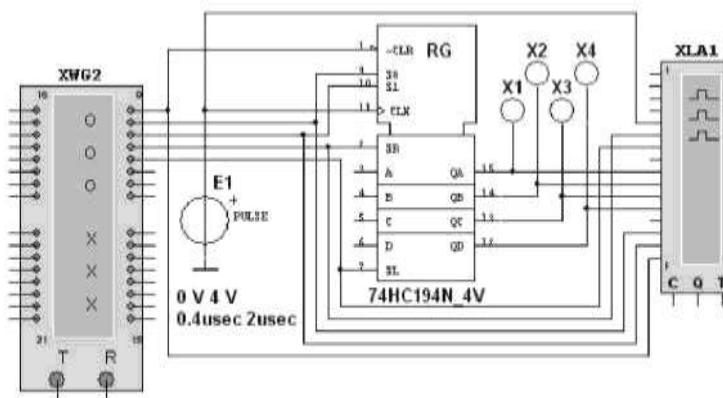 XWG2
16 0
O
O
O
X
X
X
T R
E1
+
PULSE
0 V 4 V
0.4usec 2usec
RG
1 ~CLR
9 S0
10 S1
11 CLK
2 SR
3 A QA 15
4 B QB 14
5 C QC 13
6 D QD 12
7 SL
74HC194N_4V
X2 X4
X1 X3
XLA1
1
F
C Q T